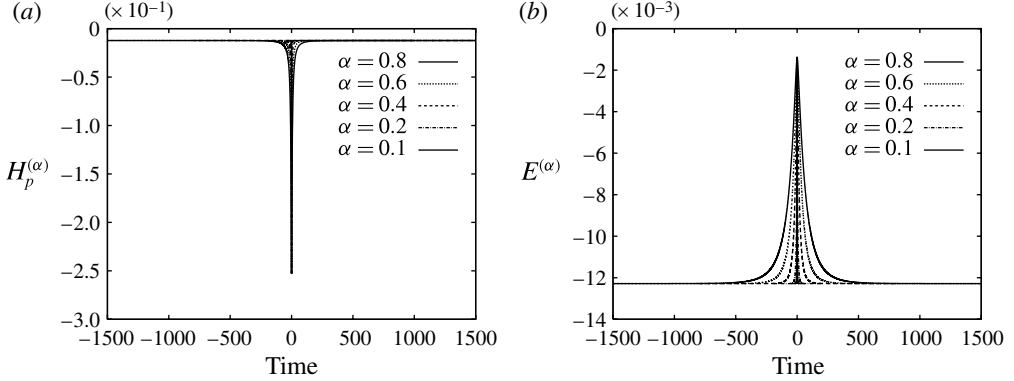 (a) (× 10⁻¹)
0
−0.5
−1.0
−1.5
−2.0
−2.5
−3.0
−1500 −1000 −500 0 500 1000 1500
Time
H_p^(α)
α = 0.8
α = 0.6
α = 0.4
α = 0.2
α = 0.1
(b) (× 10⁻³)
0
−2
−4
−6
−8
−10
−12
−14
−1500 −1000 −500 0 500 1000 1500
Time
E^(α)
α = 0.8
α = 0.6
α = 0.4
α = 0.2
α = 0.1